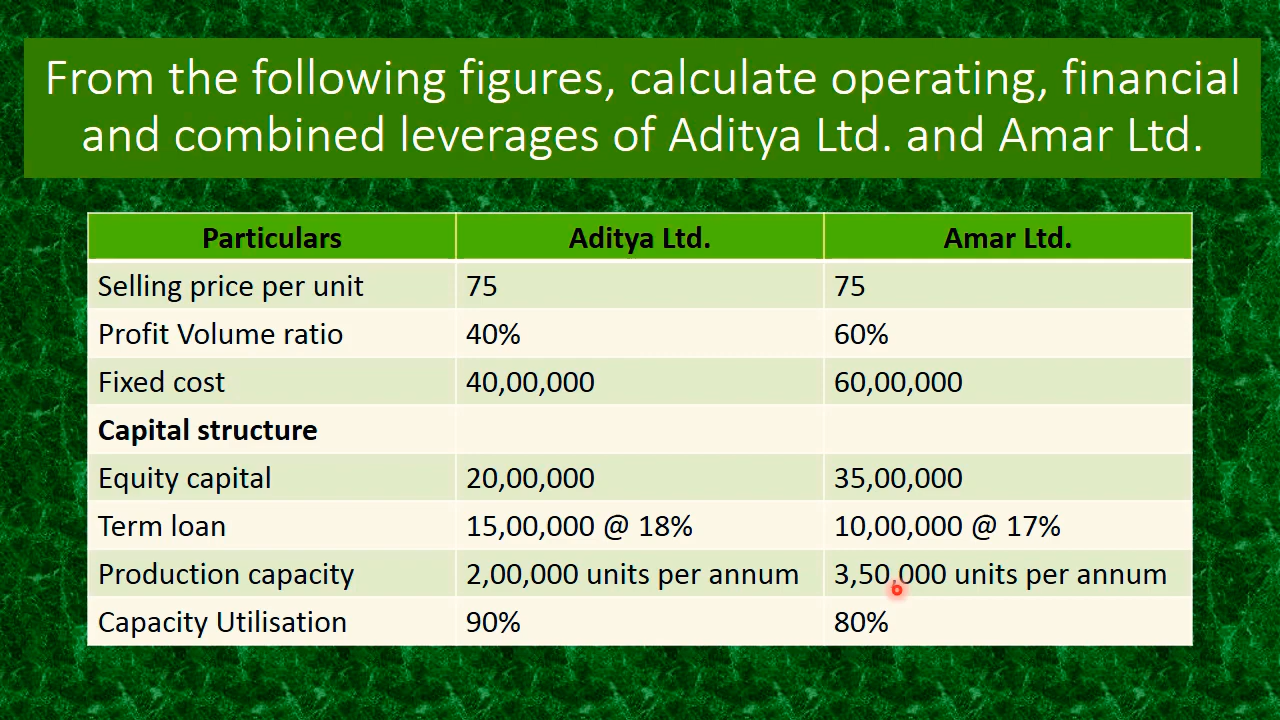 From the following figures, calculate operating, financial
and combined leverages of Aditya Ltd. and Amar Ltd.
Particulars Aditya Ltd. Amar Ltd.
Selling price per unit 75 75
Profit Volume ratio 40% 60%
Fixed cost 40,00,000 60,00,000
Capital structure
Equity capital 20,00,000 35,00,000
Term loan 15,00,000 @ 18% 10,00,000 @ 17%
Production capacity 2,00,000 units per annum 3,50,000 units per annum
Capacity Utilisation 90% 80%